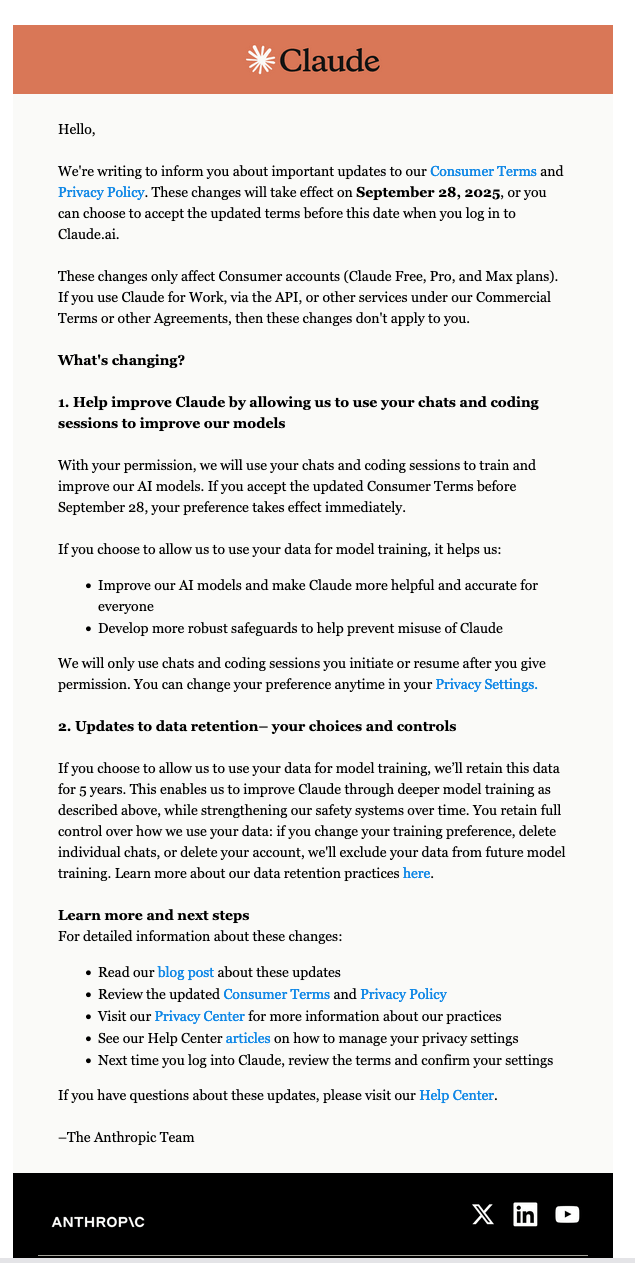 Claude
Hello,
We're writing to inform you about important updates to our Consumer Terms and
Privacy Policy. These changes will take effect on September 28, 2025, or you
can choose to accept the updated terms before this date when you log in to
Claude.ai.
These changes only affect Consumer accounts (Claude Free, Pro, and Max plans).
If you use Claude for Work, via the API, or other services under our Commercial
Terms or other Agreements, then these changes don't apply to you.
What's changing?
1. Help improve Claude by allowing us to use your chats and coding
sessions to improve our models
With your permission, we will use your chats and coding sessions to train and
improve our AI models. If you accept the updated Consumer Terms before
September 28, your preference takes effect immediately.
If you choose to allow us to use your data for model training, it helps us:
• Improve our AI models and make Claude more helpful and accurate for
everyone
• Develop more robust safeguards to help prevent misuse of Claude
We will only use chats and coding sessions you initiate or resume after you give
permission. You can change your preference anytime in your Privacy Settings.
2. Updates to data retention– your choices and controls
If you choose to allow us to use your data for model training, we'll retain this data
for 5 years. This enables us to improve Claude through deeper model training as
described above, while strengthening our safety systems over time. You retain full
control over how we use your data: if you change your training preference, delete
individual chats, or delete your account, we'll exclude your data from future model
training. Learn more about our data retention practices here.
Learn more and next steps
For detailed information about these changes:
• Read our blog post about these updates
• Review the updated Consumer Terms and Privacy Policy
• Visit our Privacy Center for more information about our practices
• See our Help Center articles on how to manage your privacy settings
• Next time you log into Claude, review the terms and confirm your settings
If you have questions about these updates, please visit our Help Center.
–The Anthropic Team
ANTHROP\C